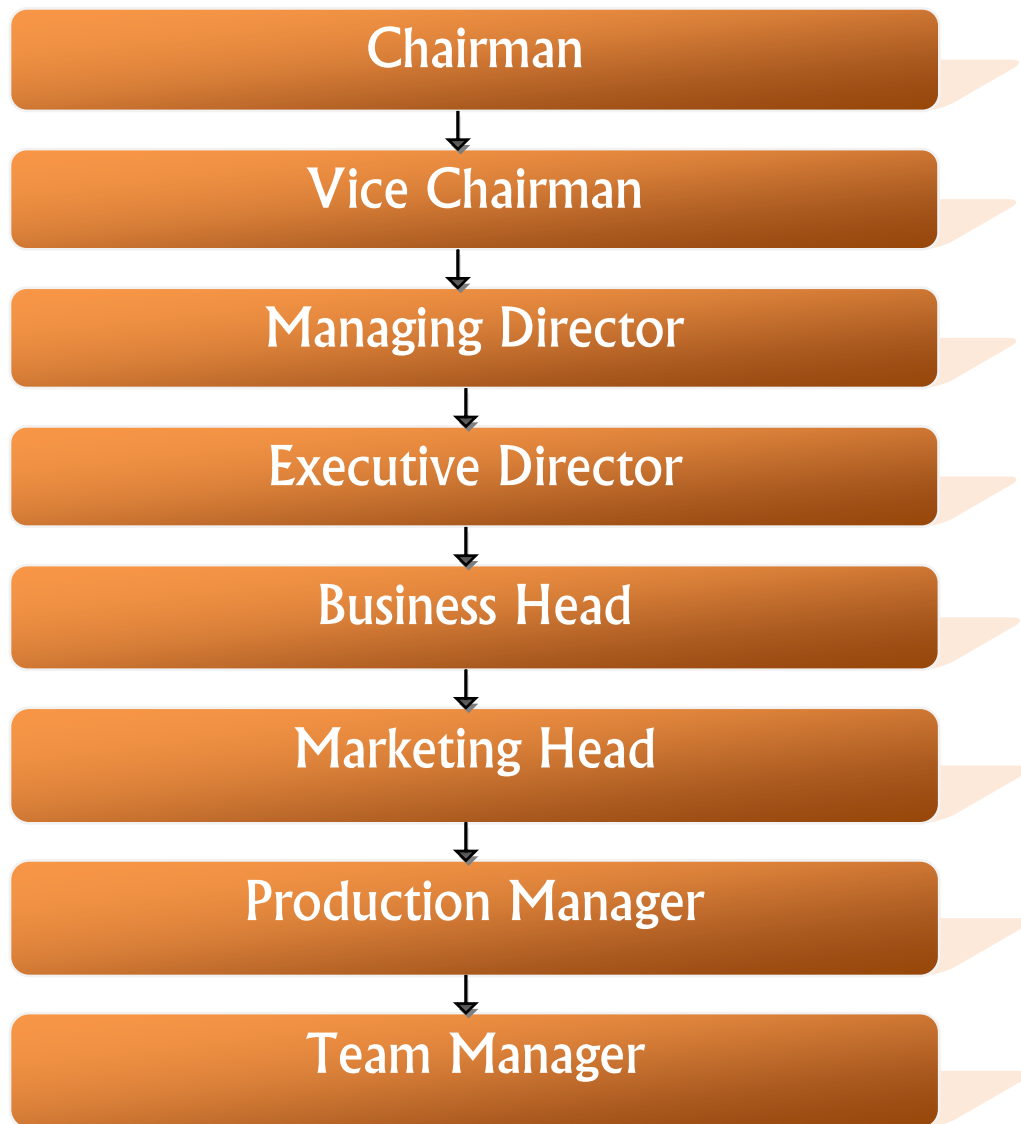 Chairman
Vice Chairman
Managing Director
Executive Director
Business Head
Marketing Head
Production Manager
Team Manager